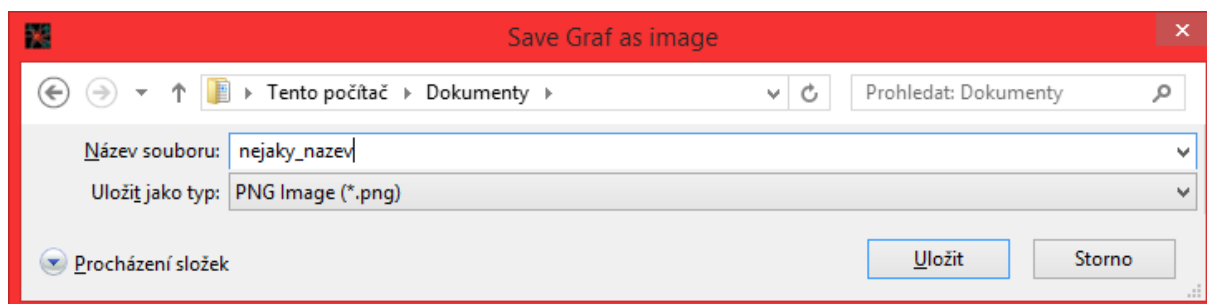 Save Graf as image
Tento počítač Dokumenty Prohledat: Dokumenty
Název souboru: nejaky_nazev
Uložit jako typ: PNG Image (*.png)
Procházení složek Uložit Storno